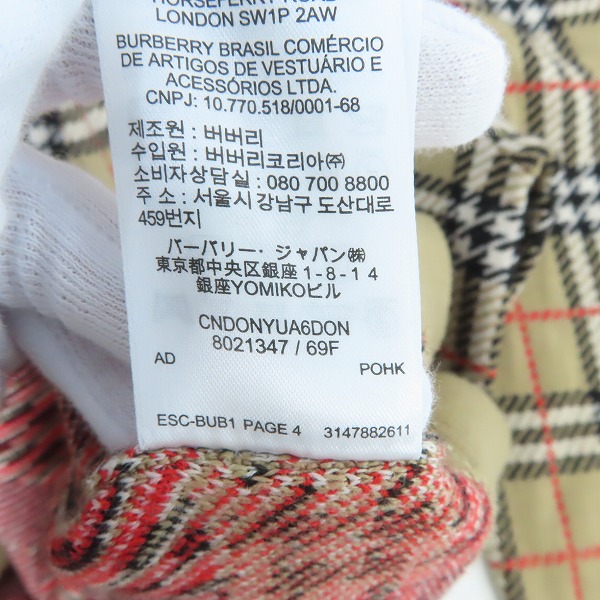 HORSEFERRY ROAD
LONDON SW1P 2AW
BURBERRY BRASIL COMÉRCIO
DE ARTIGOS DE VESTUÁRIO E
ACESSÓRIOS LTDA.
CNPJ: 10.770.518/0001-68
제조원 : 버버리
수입원 : 버버리코리아㈜
소비자상담실 : 080 700 8800
주 소 : 서울시 강남구 도산대로
459번지
バーバリー・ジャパン㈱
東京都中央区銀座1-8-14
銀座YOMIKOビル
CNDONYUA6DON
8021347 / 69F
AD POHK
ESC-BUB1 PAGE 4 3147882611